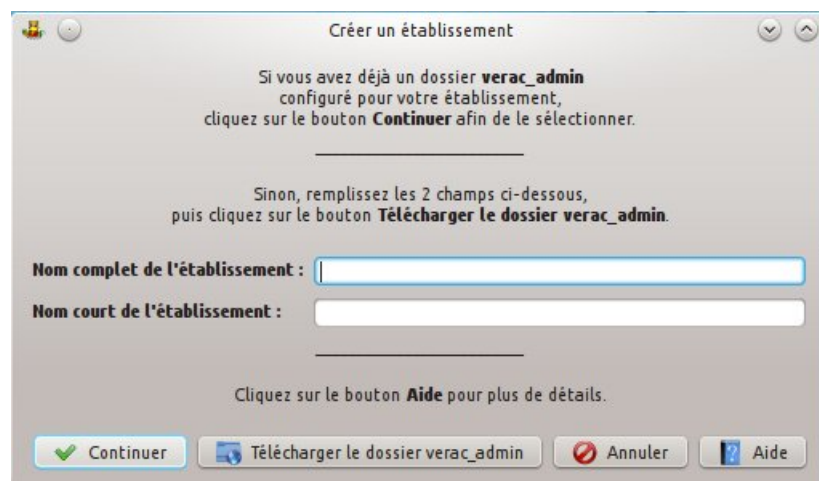 Créer un établissement
Si vous avez déjà un dossier verac_admin
configuré pour votre établissement,
cliquez sur le bouton Continuer afin de le sélectionner.
Sinon, remplissez les 2 champs ci-dessous,
puis cliquez sur le bouton Télécharger le dossier verac_admin.
Nom complet de l'établissement :
Nom court de l'établissement :
Cliquez sur le bouton Aide pour plus de détails.
Continuer Télécharger le dossier verac_admin Annuler Aide